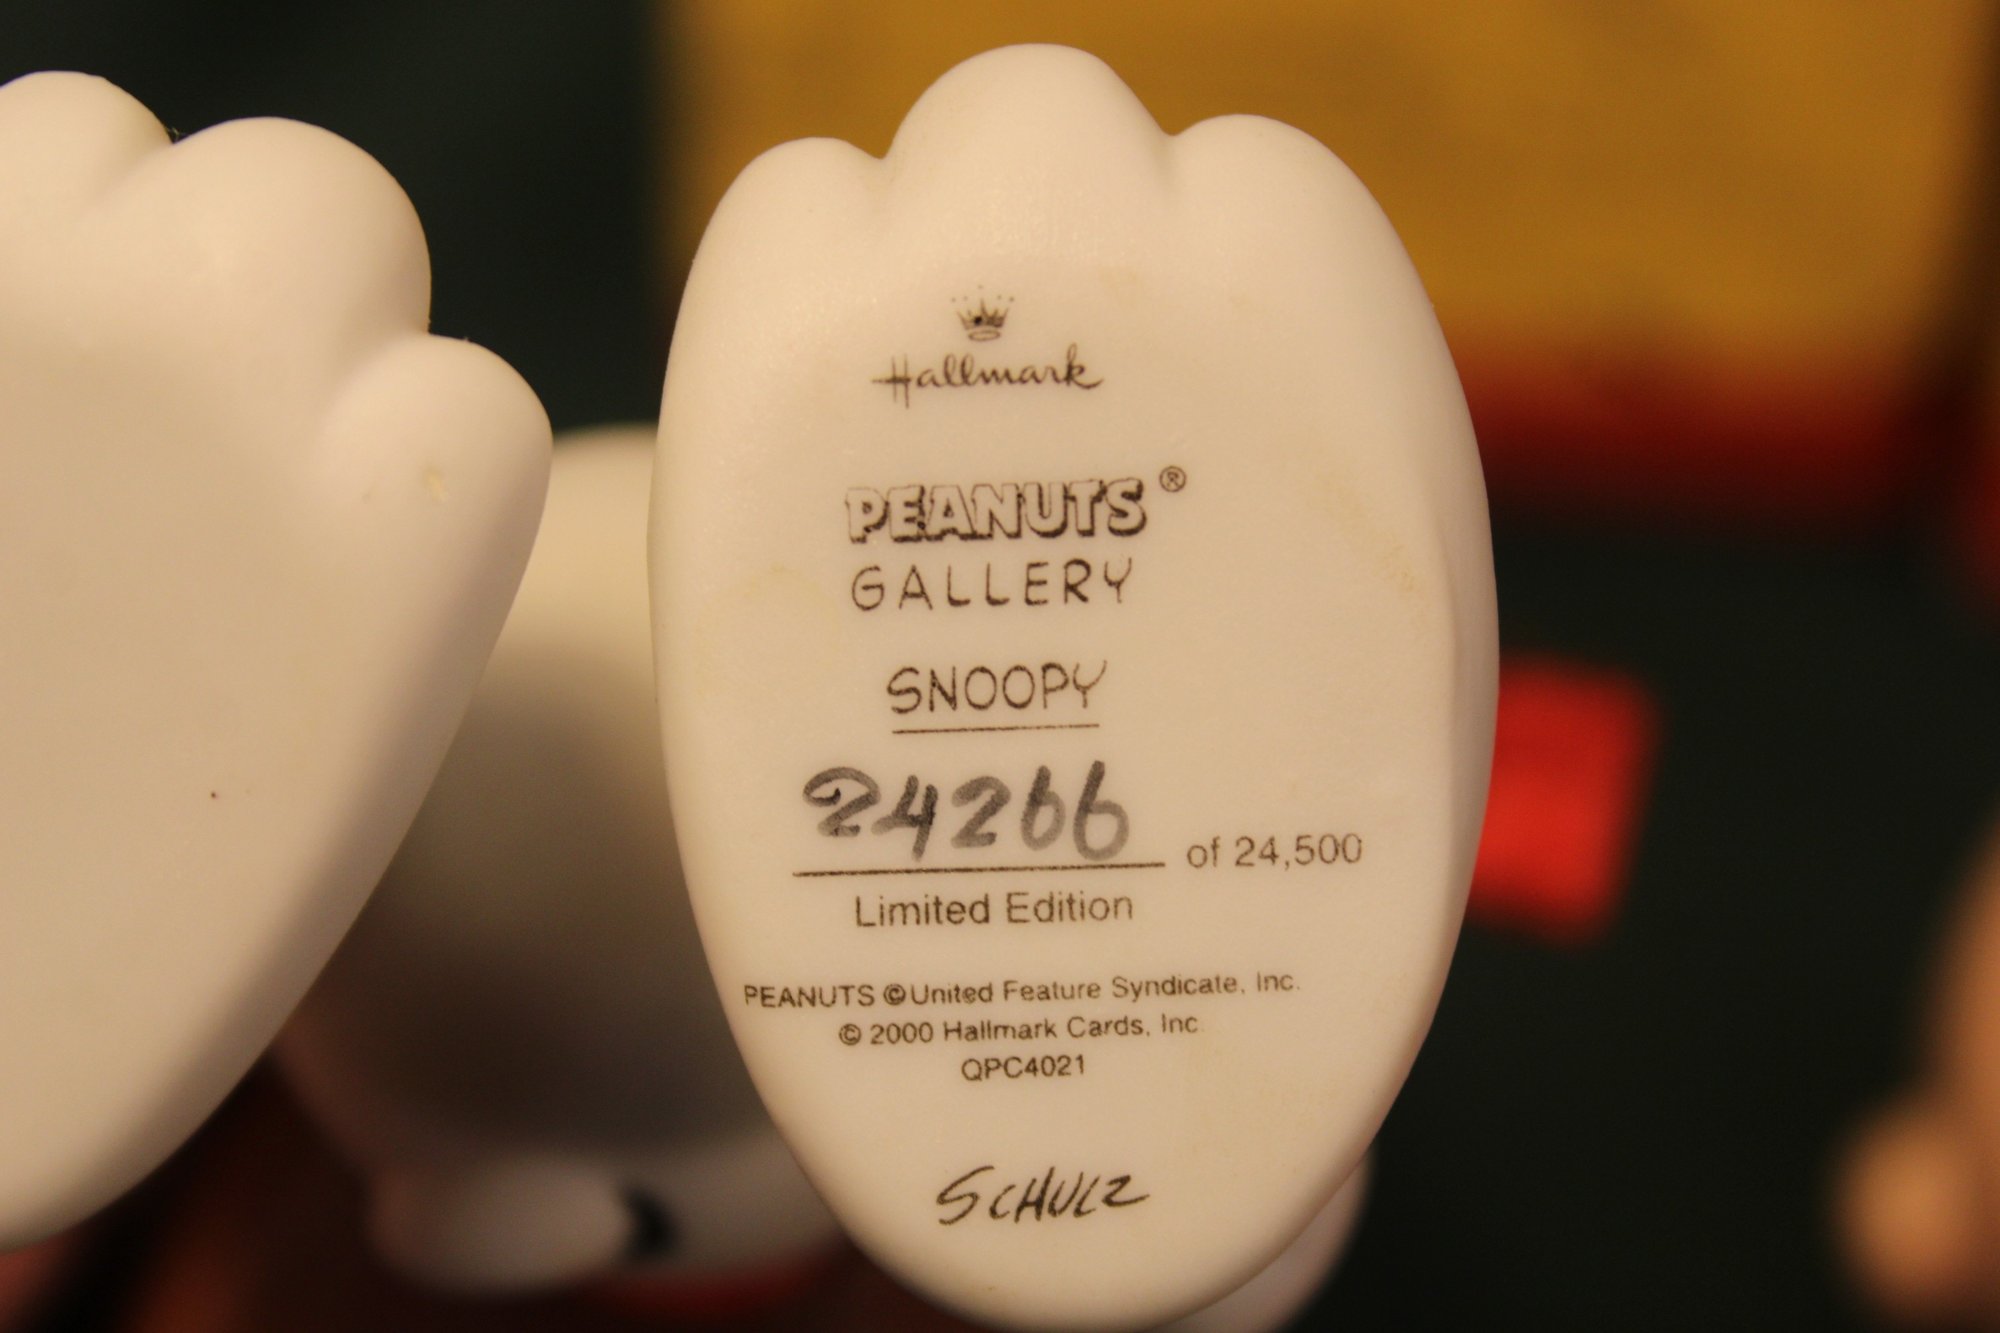 Hallmark
PEANUTS®
GALLERY
SNOOPY
24266 of 24,500
Limited Edition
PEANUTS © United Feature Syndicate, Inc.
© 2000 Hallmark Cards, Inc.
QPC4021
SCHULZ